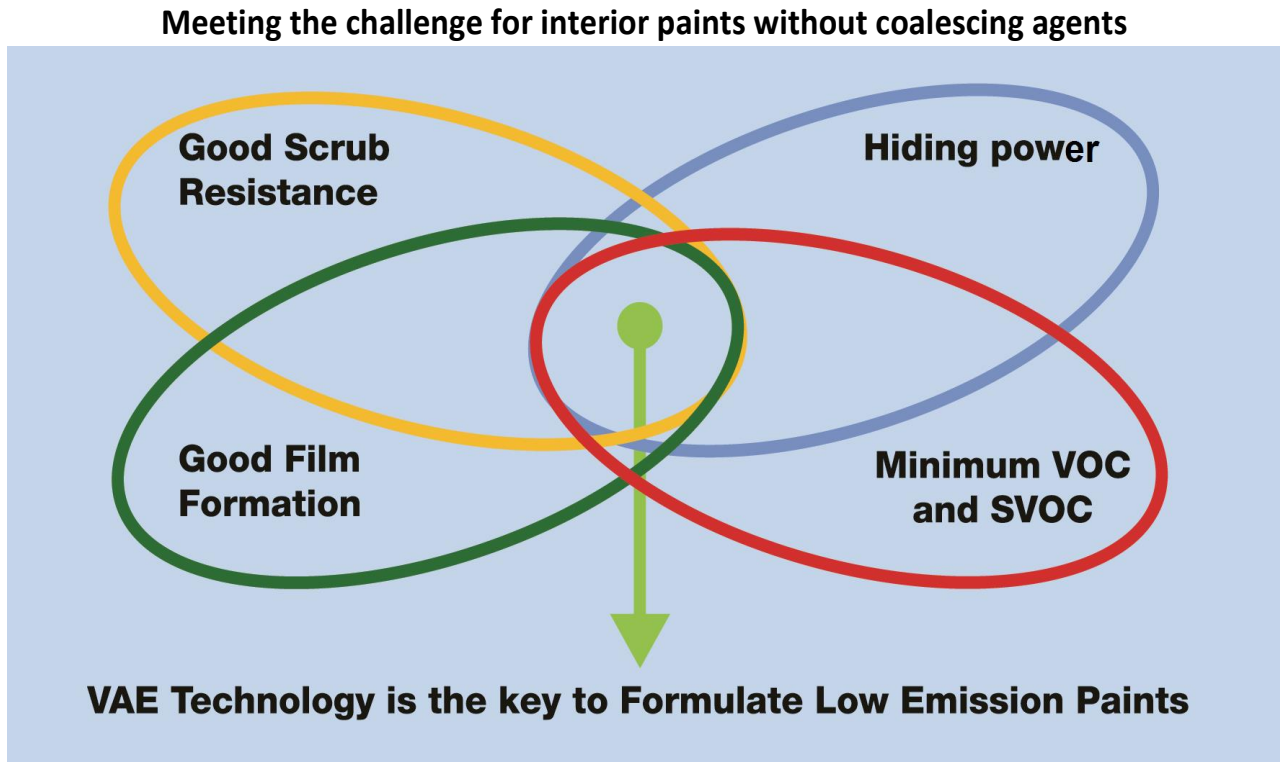 Meeting the challenge for interior paints without coalescing agents
Good Scrub
Resistance
Hiding power
Good Film
Formation
Minimum VOC
and SVOC
VAE Technology is the key to Formulate Low Emission Paints